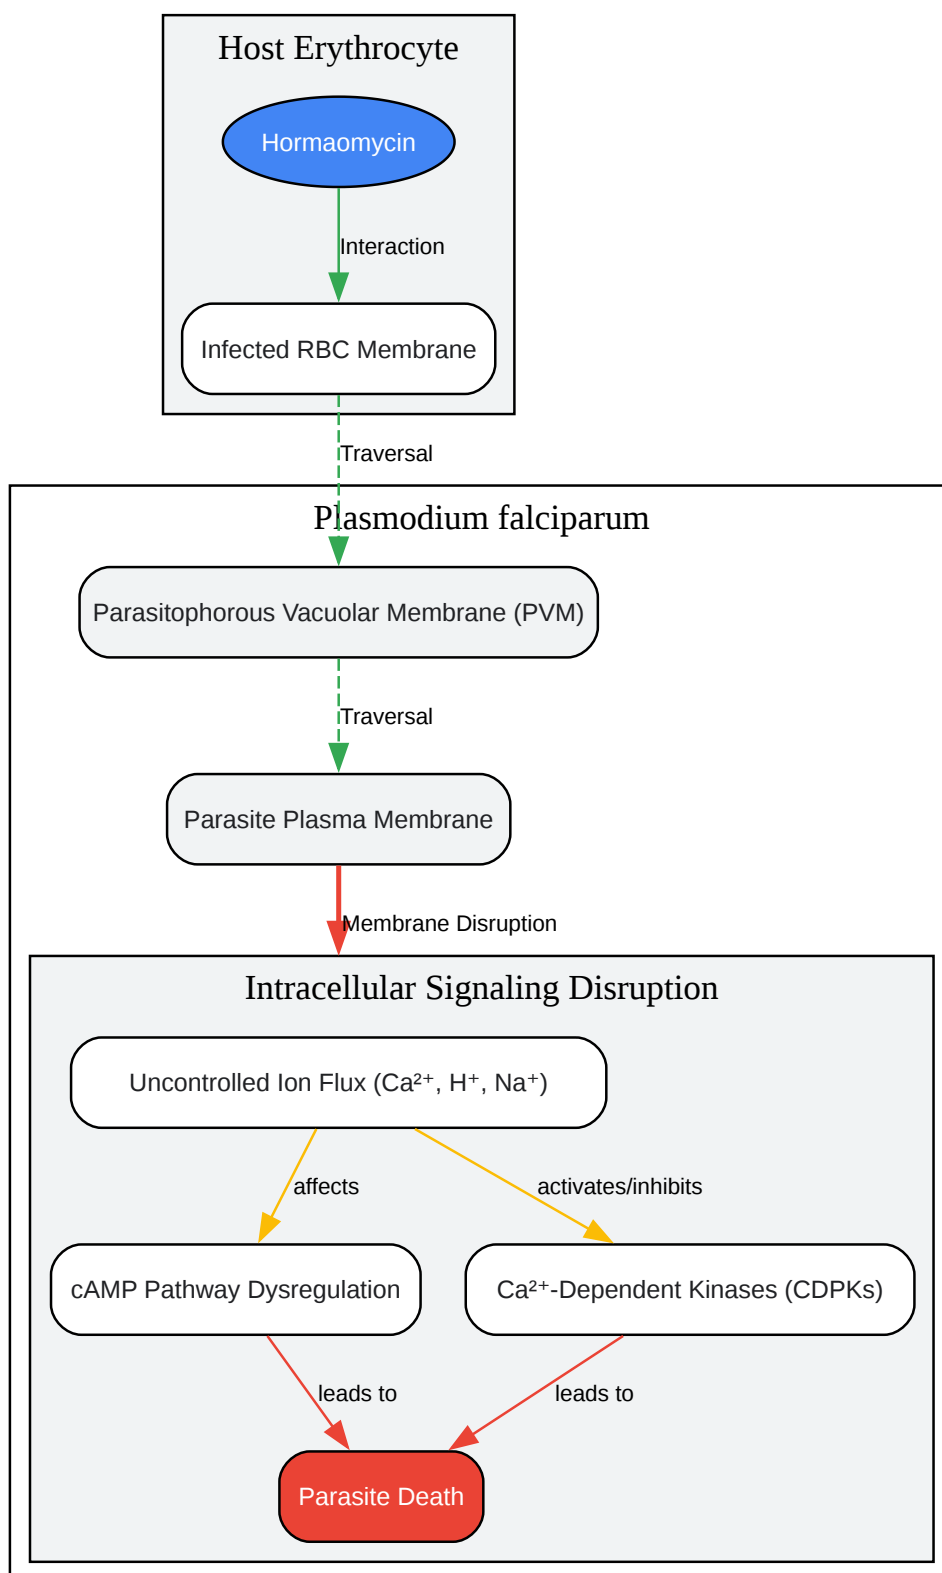 Host Erythrocyte
Hormaomycin
Interaction
Infected RBC Membrane
Traversal
Plasmodium falciparum
Parasitophorous Vacuolar Membrane (PVM)
Traversal
Parasite Plasma Membrane
Membrane Disruption
Intracellular Signaling Disruption
Uncontrolled Ion Flux (Ca²⁺, H⁺, Na⁺)
affects
activates/inhibits
cAMP Pathway Dysregulation
Ca²⁺-Dependent Kinases (CDPKs)
leads to
leads to
Parasite Death